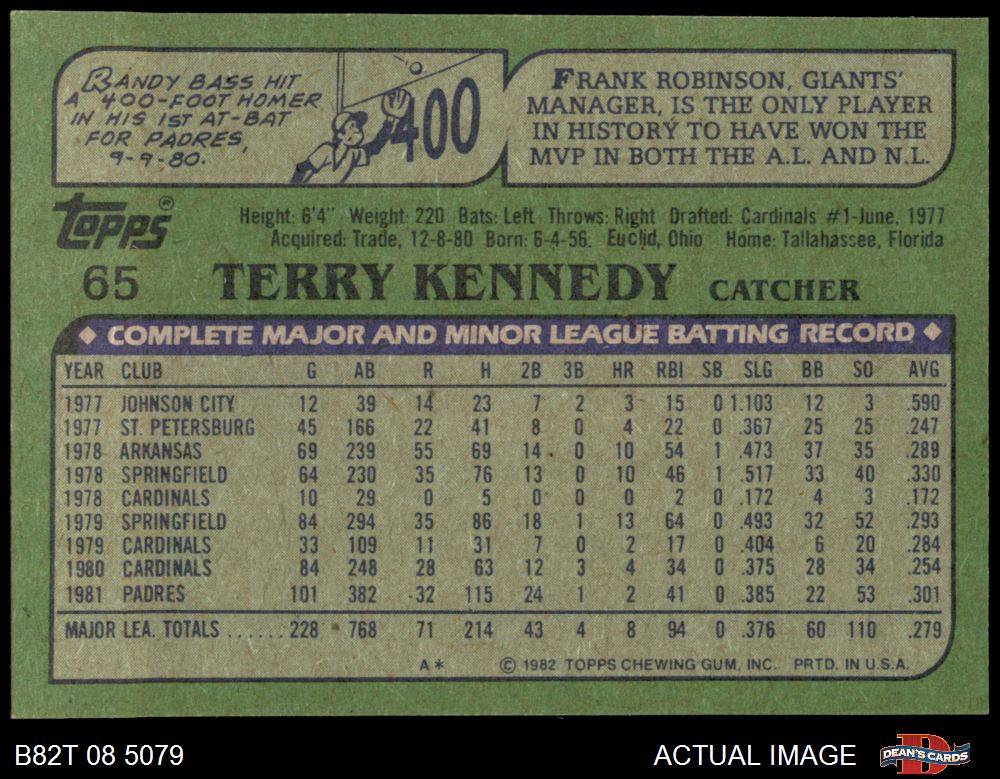 RANDY BASS HIT
A 400-FOOT HOMER
IN HIS 1ST AT-BAT
FOR PADRES,
9-9-80.
400
FRANK ROBINSON, GIANTS'
MANAGER, IS THE ONLY PLAYER
IN HISTORY TO HAVE WON THE
MVP IN BOTH THE A.L. AND N.L.
Topps®
Height: 6'4" Weight: 220 Bats: Left Throws: Right Drafted: Cardinals #1-June, 1977
Acquired: Trade, 12-8-80 Born: 6-4-56. Euclid, Ohio Home: Tallahassee, Florida
65 TERRY KENNEDY CATCHER
◆ COMPLETE MAJOR AND MINOR LEAGUE BATTING RECORD ◆
YEAR CLUB G AB R H 2B 3B HR RBI SB SLG BB SO AVG
1977 JOHNSON CITY 12 39 14 23 7 2 3 15 0 1.103 12 3 .590
1977 ST. PETERSBURG 45 166 22 41 8 0 4 22 0 .367 25 25 .247
1978 ARKANSAS 69 239 55 69 14 0 10 54 1 .473 37 35 .289
1978 SPRINGFIELD 64 230 35 76 13 0 10 46 1 .517 33 40 .330
1978 CARDINALS 10 29 0 5 0 0 0 2 0 .172 4 3 .172
1979 SPRINGFIELD 84 294 35 86 18 1 13 64 0 .493 32 52 .293
1979 CARDINALS 33 109 11 31 7 0 2 17 0 .404 6 20 .284
1980 CARDINALS 84 248 28 63 12 3 4 34 0 .375 28 34 .254
1981 PADRES 101 382 32 115 24 1 2 41 0 .385 22 53 .301
MAJOR LEA. TOTALS ...... 228 768 71 214 43 4 8 94 0 .376 60 110 .279
A* © 1982 TOPPS CHEWING GUM, INC. PRTD. IN U.S.A.
B82T 08 5079 ACTUAL IMAGE DEAN'S CARDS